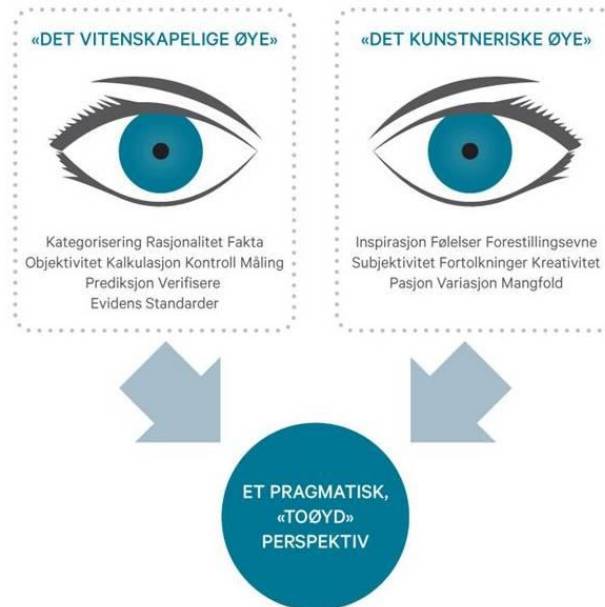 «DET VITENSKAPELIGE ØYE»
Kategorisering Rasjonalitet Fakta
Objektivitet Kalkulasjon Kontroll Måling
Prediksjon Verifisere
Evidens Standarder
«DET KUNSTNERISKE ØYE»
Inspirasjon Følelser Forestillingsevne
Subjektivitet Fortolkninger Kreativitet
Pasjon Variasjon Mangfold
ET PRAGMATISK,
«TOØYD»
PERSPEKTIV